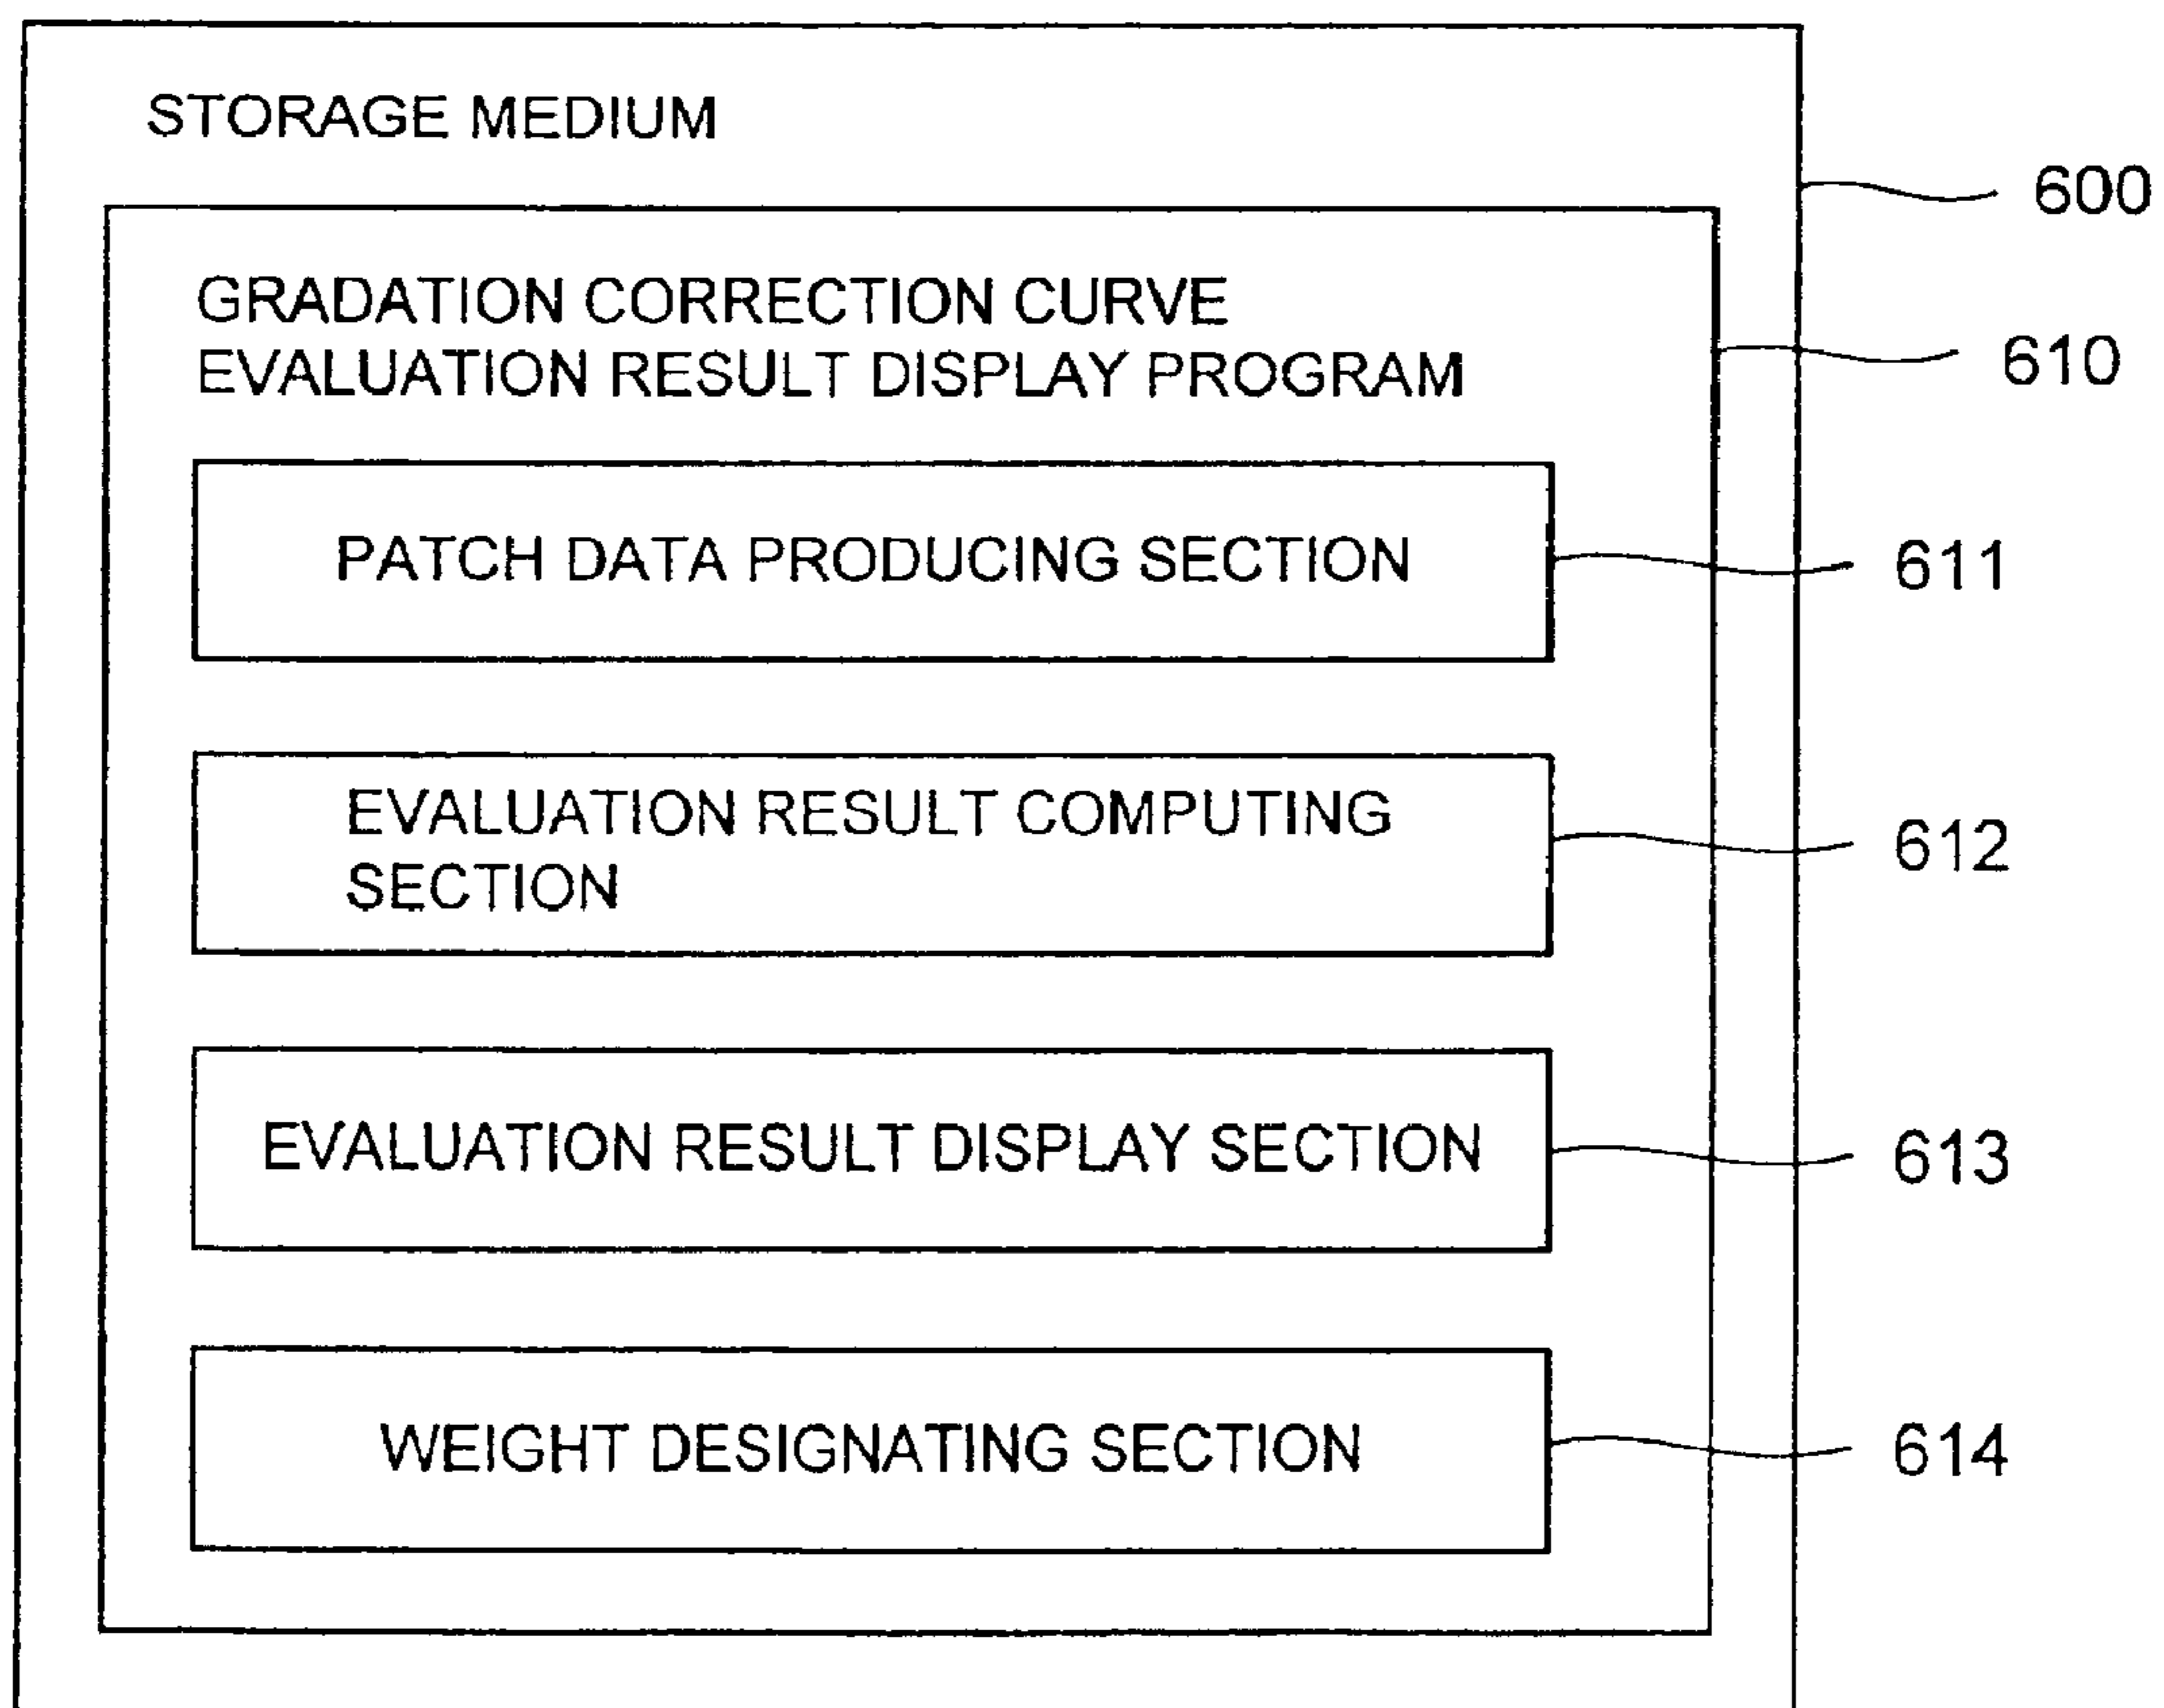 STORAGE MEDIUM
600
GRADATION CORRECTION CURVE
EVALUATION RESULT DISPLAY PROGRAM
610
PATCH DATA PRODUCING SECTION
611
EVALUATION RESULT COMPUTING
SECTION
612
EVALUATION RESULT DISPLAY SECTION
613
WEIGHT DESIGNATING SECTION
614